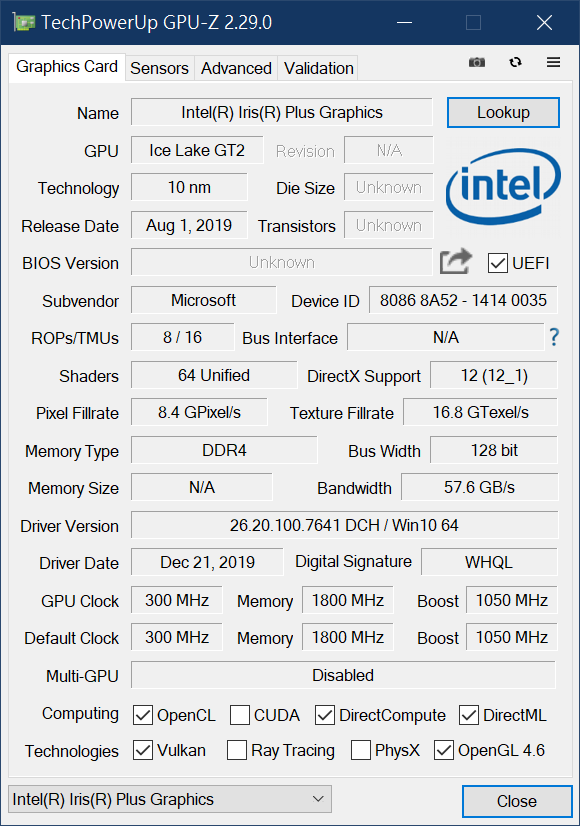 TechPowerUp GPU-Z 2.29.0
Graphics Card Sensors Advanced Validation
Name Intel(R) Iris(R) Plus Graphics Lookup
GPU Ice Lake GT2 Revision N/A
intel
Technology 10 nm Die Size Unknown
Release Date Aug 1, 2019 Transistors Unknown
BIOS Version Unknown UEFI
Subvendor Microsoft Device ID 8086 8A52 - 1414 0035
ROPs/TMUs 8 / 16 Bus Interface N/A ?
Shaders 64 Unified DirectX Support 12 (12_1)
Pixel Fillrate 8.4 GPixel/s Texture Fillrate 16.8 GTexel/s
Memory Type DDR4 Bus Width 128 bit
Memory Size N/A Bandwidth 57.6 GB/s
Driver Version 26.20.100.7641 DCH / Win10 64
Driver Date Dec 21, 2019 Digital Signature WHQL
GPU Clock 300 MHz Memory 1800 MHz Boost 1050 MHz
Default Clock 300 MHz Memory 1800 MHz Boost 1050 MHz
Multi-GPU Disabled
Computing OpenCL CUDA DirectCompute DirectML
Technologies Vulkan Ray Tracing PhysX OpenGL 4.6
Intel(R) Iris(R) Plus Graphics Close